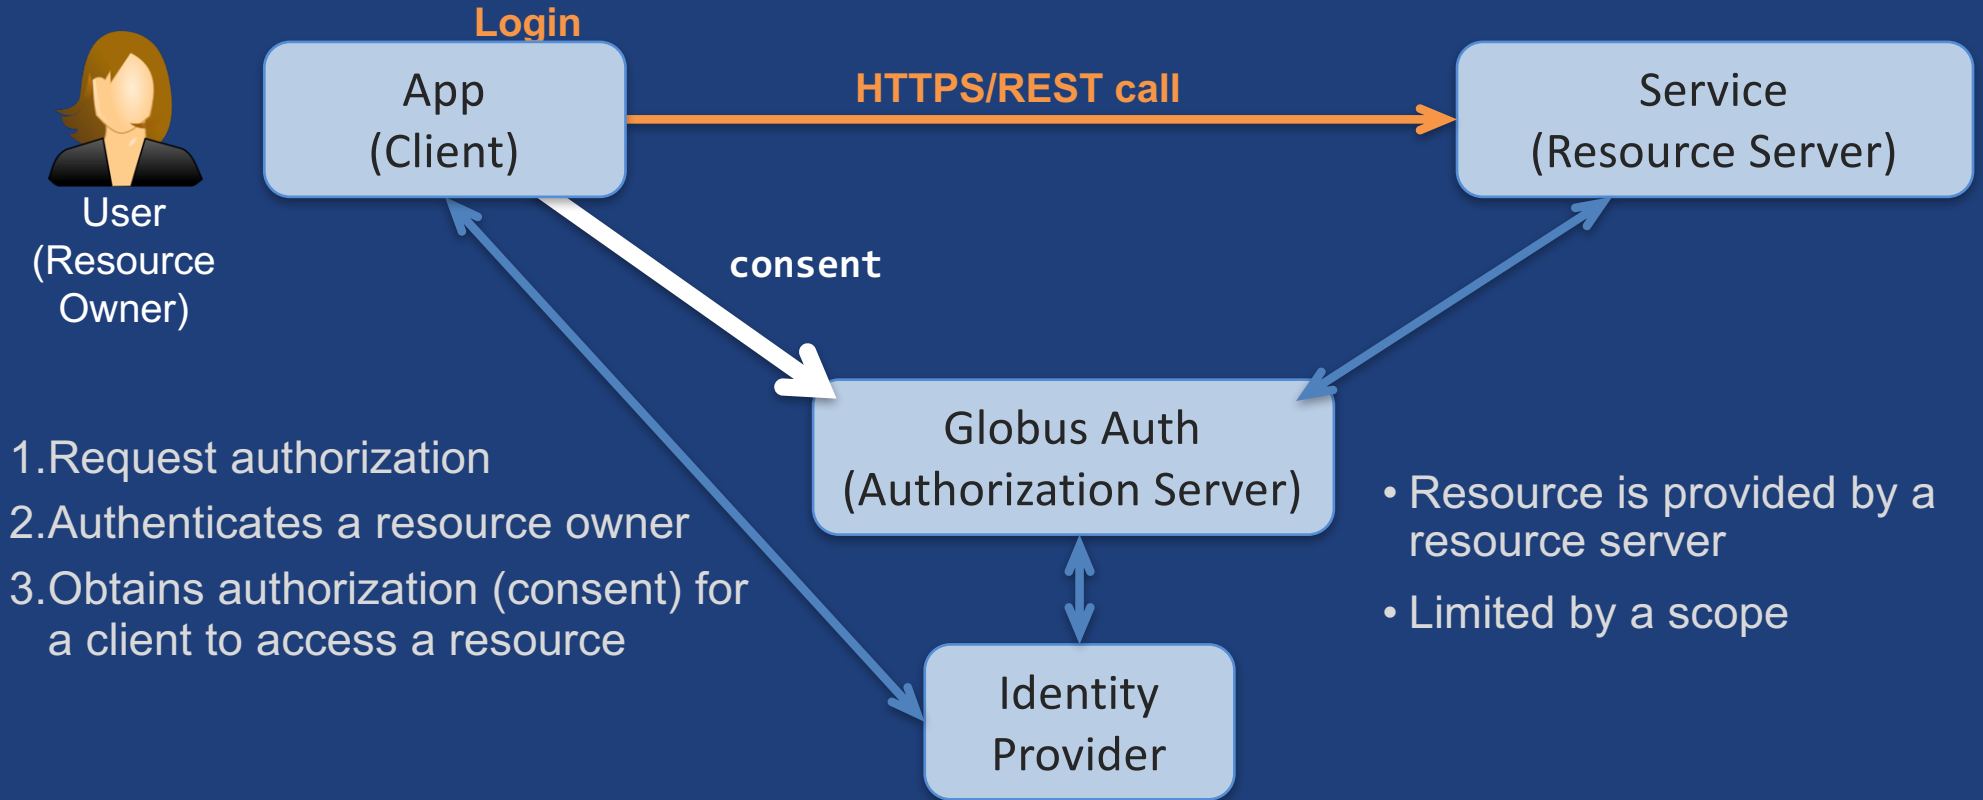 Login
App
(Client)
HTTPS/REST call
Service
(Resource Server)
User
(Resource
Owner)
consent
Globus Auth
(Authorization Server)
1.Request authorization
2.Authenticates a resource owner
3.Obtains authorization (consent) for
a client to access a resource
• Resource is provided by a
resource server
• Limited by a scope
Identity
Provider